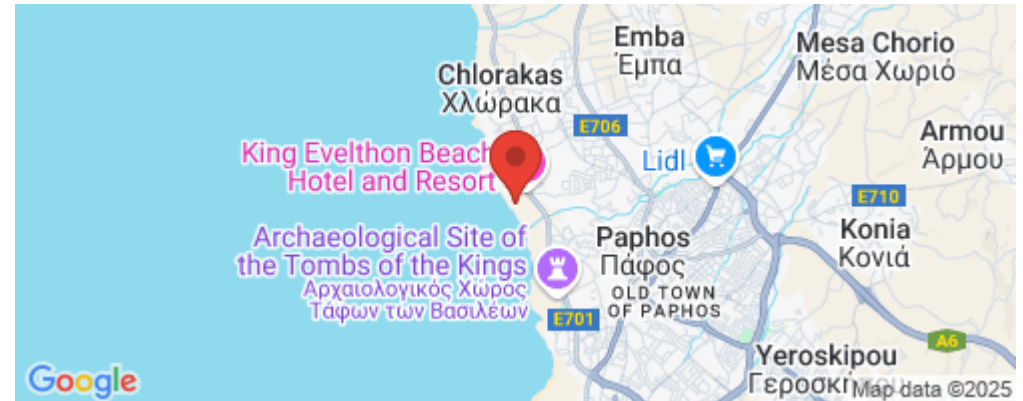 Emba
Έμπα
Mesa Chorio
Μέσα Χωριό
Chlorakas
Χλώρακα
E706
Armou
Άρμου
King Evelthon Beach
Hotel and Resort
Lidl
E710
Archaeological Site of
the Tombs of the Kings
Αρχαιολογικός Χώρος
Τάφων των Βασιλέων
Paphos
Πάφος
OLD TOWN
OF PAPHOS
Konia
Κονιά
E701
A6
Yeroskipou
Google
Map data ©2025